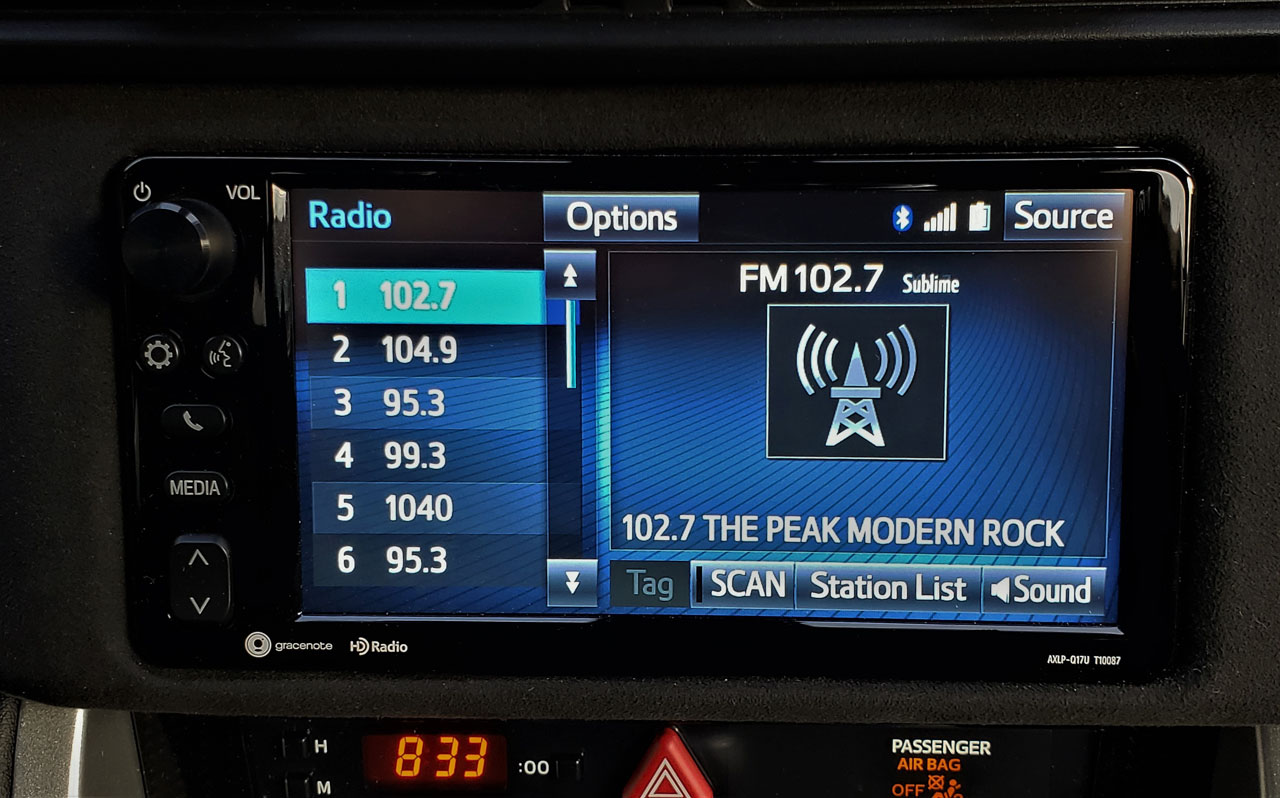 VOL
Radio
Options
Source
1 102.7
2 104.9
3 95.3
4 99.3
5 1040
6 95.3
FM 102.7 Sublime
102.7 THE PEAK MODERN ROCK
Tag
SCAN
Station List
Sound
MEDIA
gracenote
HD Radio
AXLP-Q17U T10087
H
833
:00
M
PASSENGER
AIR BAG
OFF